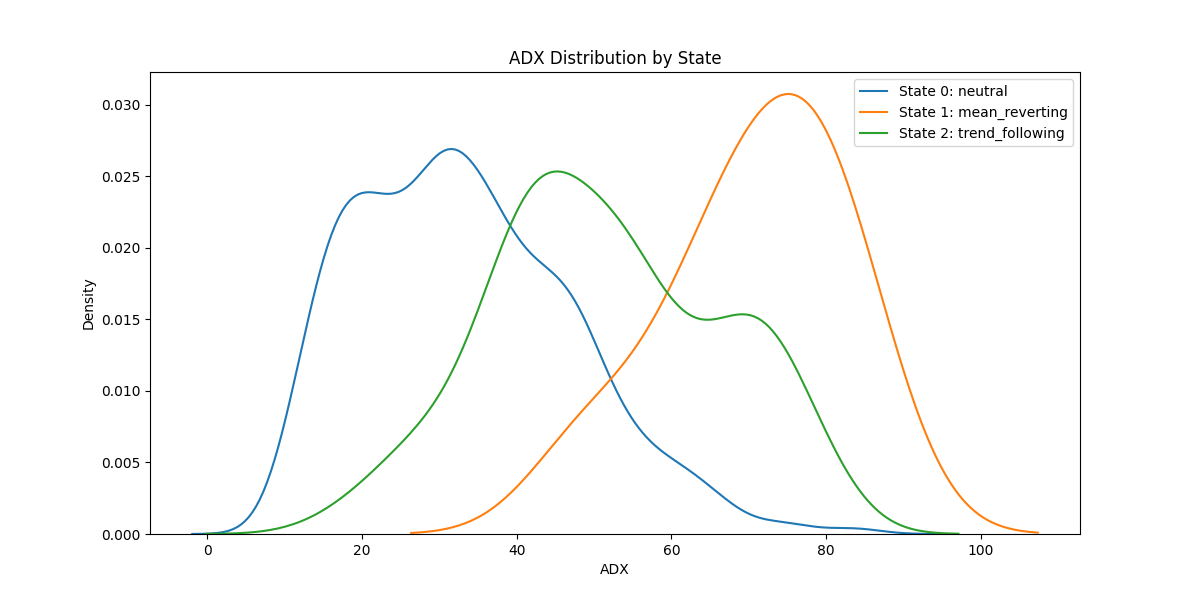 ADX Distribution by State
State 0: neutral
State 1: mean_reverting
State 2: trend_following
0.030
0.025
0.020
0.015
0.010
0.005
0.000
Density
0 20 40 60 80 100
ADX